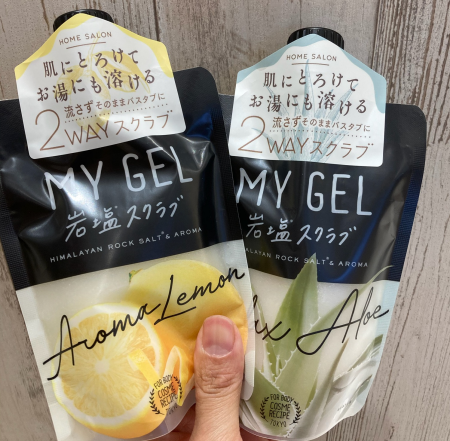 HOME SALON
肌にとろけて
お湯にも溶ける
流さずそのままバスタブに
2WAYスクラブ
MY GEL
岩塩スクラブ
HIMALAYAN ROCK SALT & AROMA
Aroma Lemon
FOR BODY
COSME
RECIPE
HOME SALON
肌にとろけて
お湯にも溶ける
流さずそのままバスタブに
2WAYスクラブ
MY GEL
岩塩スクラブ
HIMALAYAN ROCK SALT & AROMA
Aloe
FOR BODY
COSME
RECIPE
TOKYO